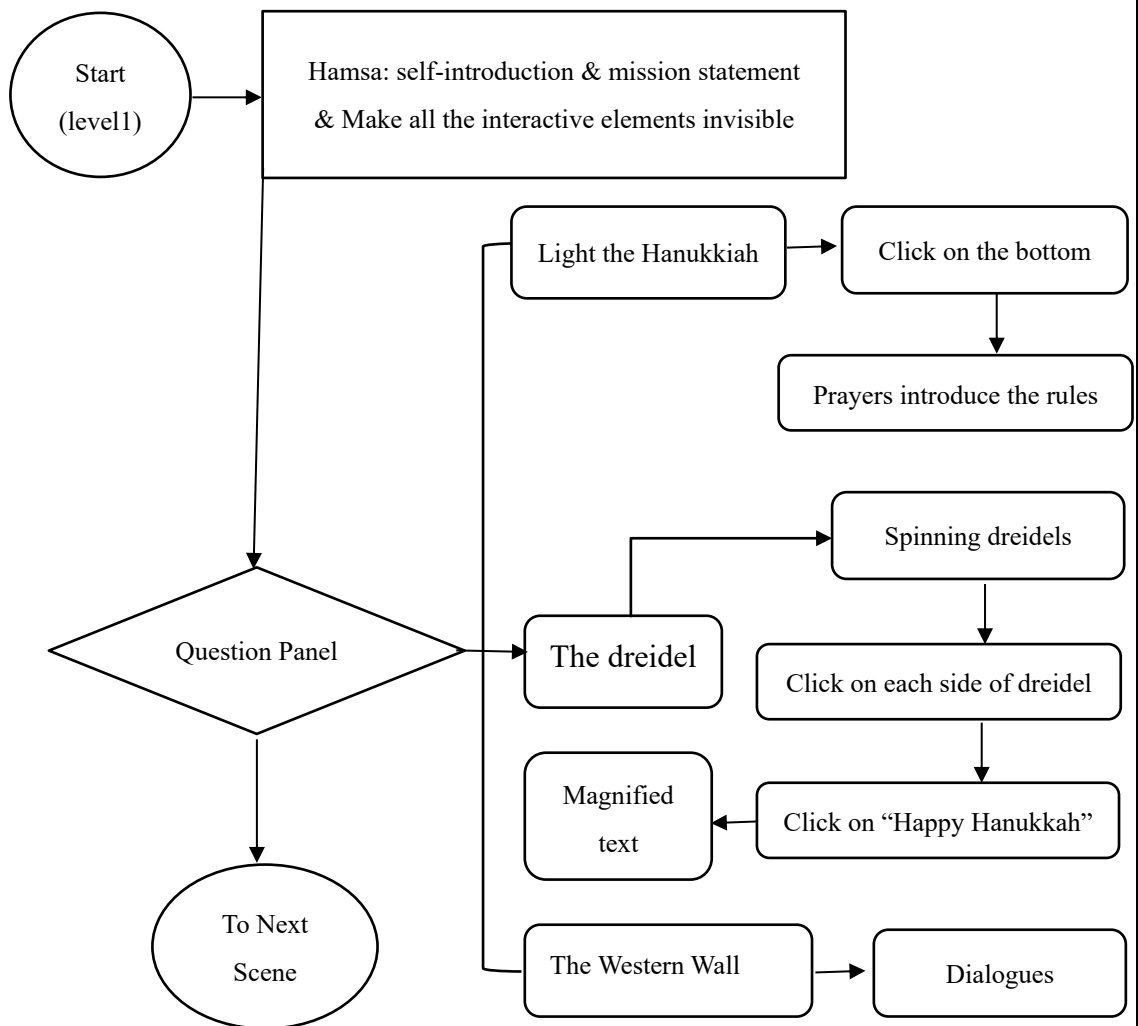 Start
(level1)
Hamsa: self-introduction & mission statement
& Make all the interactive elements invisible
Light the Hanukkiah
Click on the bottom
Prayers introduce the rules
Spinning dreidels
Question Panel
The dreidel
Click on each side of dreidel
Magnified
text
Click on “Happy Hanukkah”
To Next
Scene
The Western Wall
Dialogues